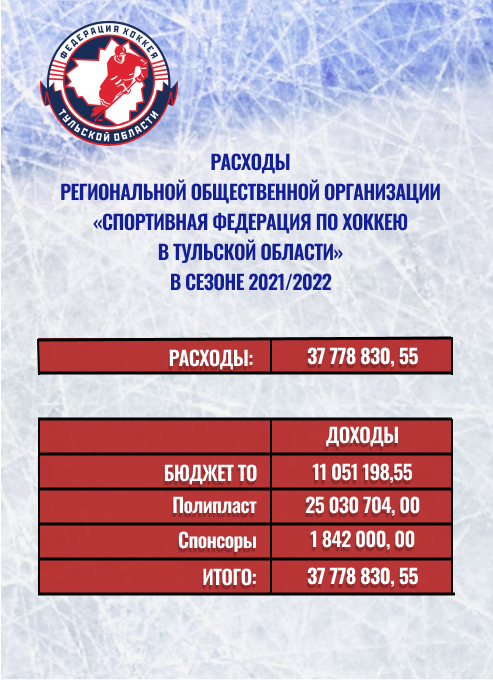 ФЕДЕРАЦИЯ ХОККЕЯ
ТУЛЬСКОЙ ОБЛАСТИ
РАСХОДЫ
РЕГИОНАЛЬНОЙ ОБЩЕСТВЕННОЙ ОРГАНИЗАЦИИ
«СПОРТИВНАЯ ФЕДЕРАЦИЯ ПО ХОККЕЮ
В ТУЛЬСКОЙ ОБЛАСТИ»
В СЕЗОНЕ 2021/2022
РАСХОДЫ: 37 778 830, 55
ДОХОДЫ
БЮДЖЕТ ТО 11 051 198,55
Полипласт 25 030 704, 00
Спонсоры 1 842 000, 00
ИТОГО: 37 778 830, 55